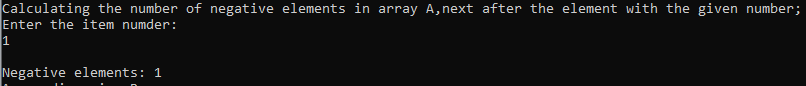 Calculating the number of negative elements in array A,next after the element with the given number;
Enter the item numder:
1
Negative elements: 1